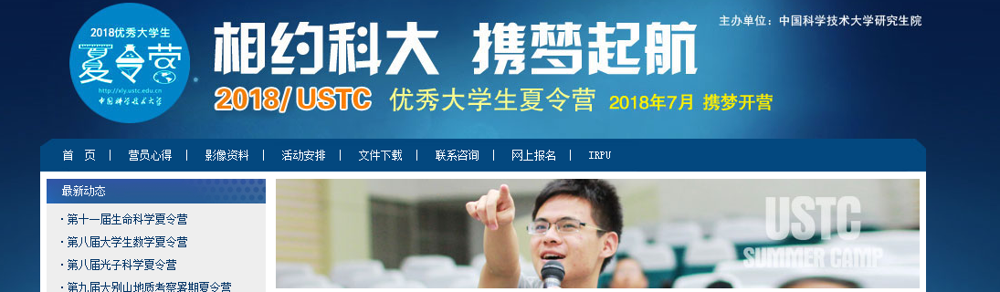 2018优秀大学生
夏令营
http://xly.ustc.edu.cn
中国科学技术大学
相约科大 携梦起航
主办单位：中国科学技术大学研究生院
2018/ USTC 优秀大学生夏令营 2018年7月 携梦开营
首 页 | 营员心得 | 影像资料 | 活动安排 | 文件下载 | 联系咨询 | 网上报名 | IRPU
最新动态
· 第十一届生命科学夏令营
· 第八届大学生数学夏令营
· 第八届光子科学夏令营
· 第九届大别山地质考察暑期夏令营
USTC
SUMMER CAMP